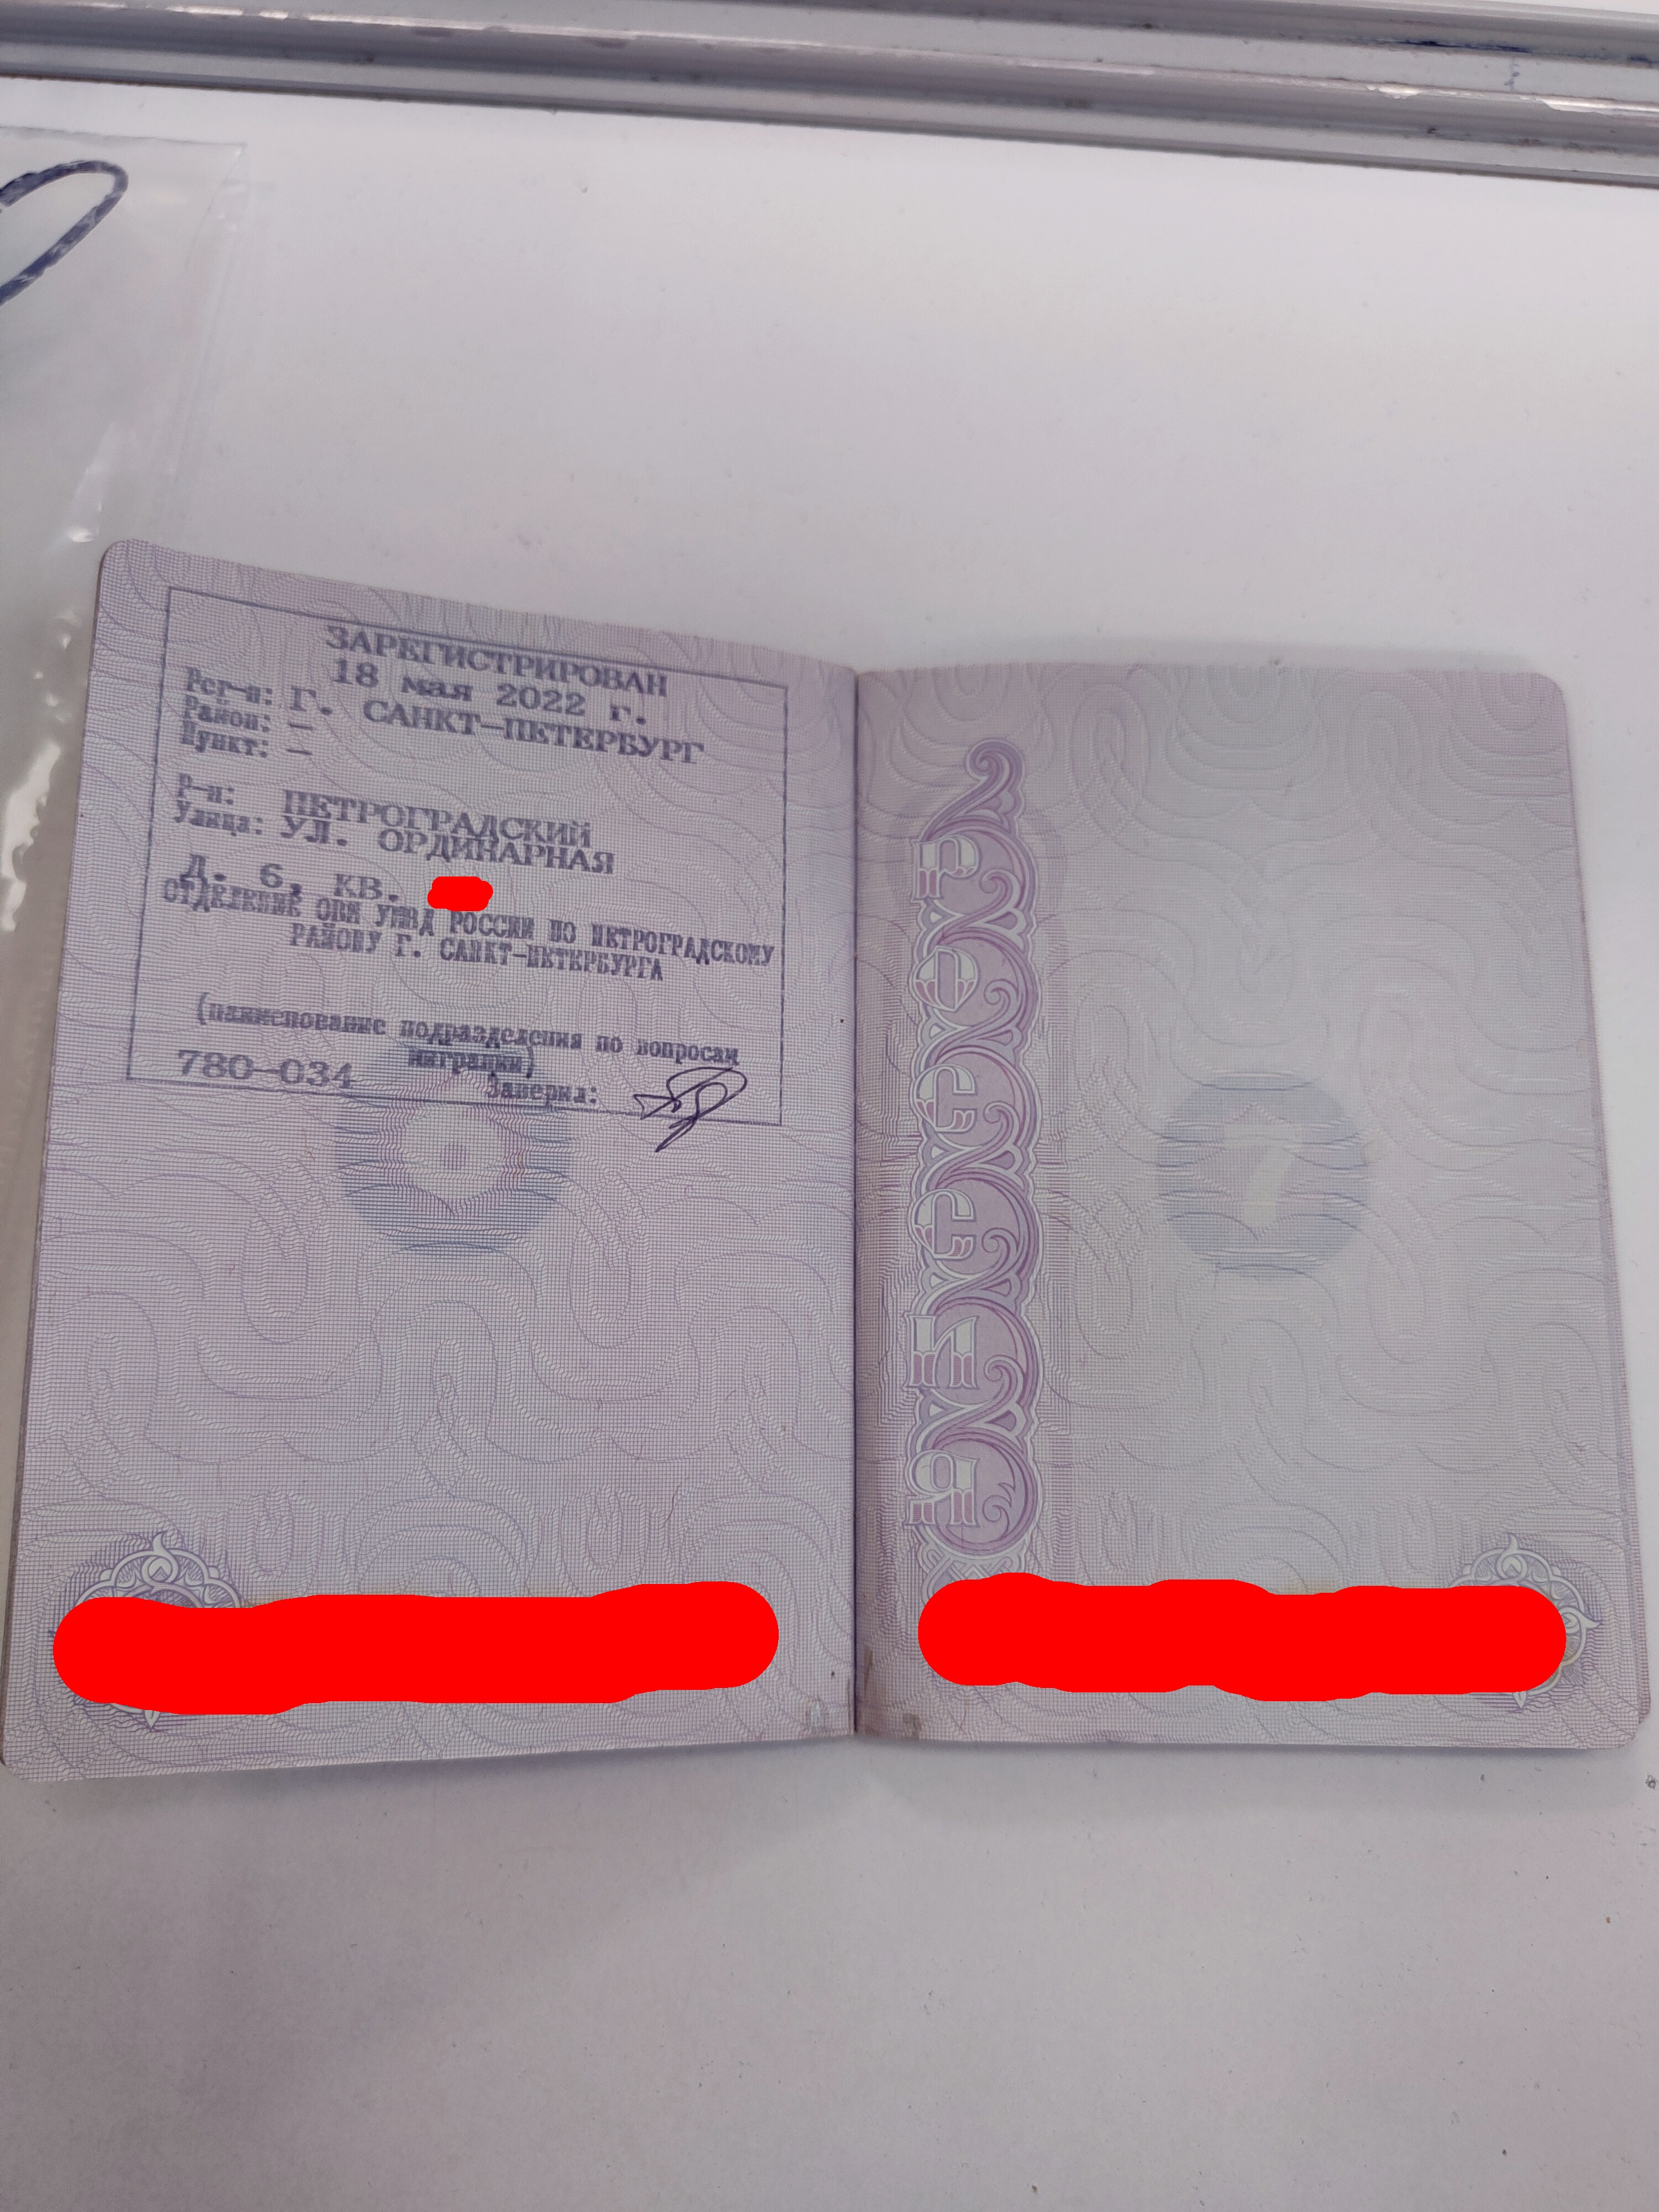 ЗАРЕГИСТРИРОВАН
18 мая 2022 г.
Рег-н: Г. САНКТ-ПЕТЕРБУРГ
Район: —
Пункт: —
Р-н: ПЕТРОГРАДСКИЙ
Улица: УЛ. ОРДИНАРНАЯ
Д. 6, КВ.
ОТДЕЛЕНИЕ ОВМ УМВД РОССИИ ПО ПЕТРОГРАДСКОМУ
РАЙОНУ Г. САНКТ-ПЕТЕРБУРГА
(наименование подразделения по вопросам
миграции)
780-034
Заверил:
РОССИЯ
7